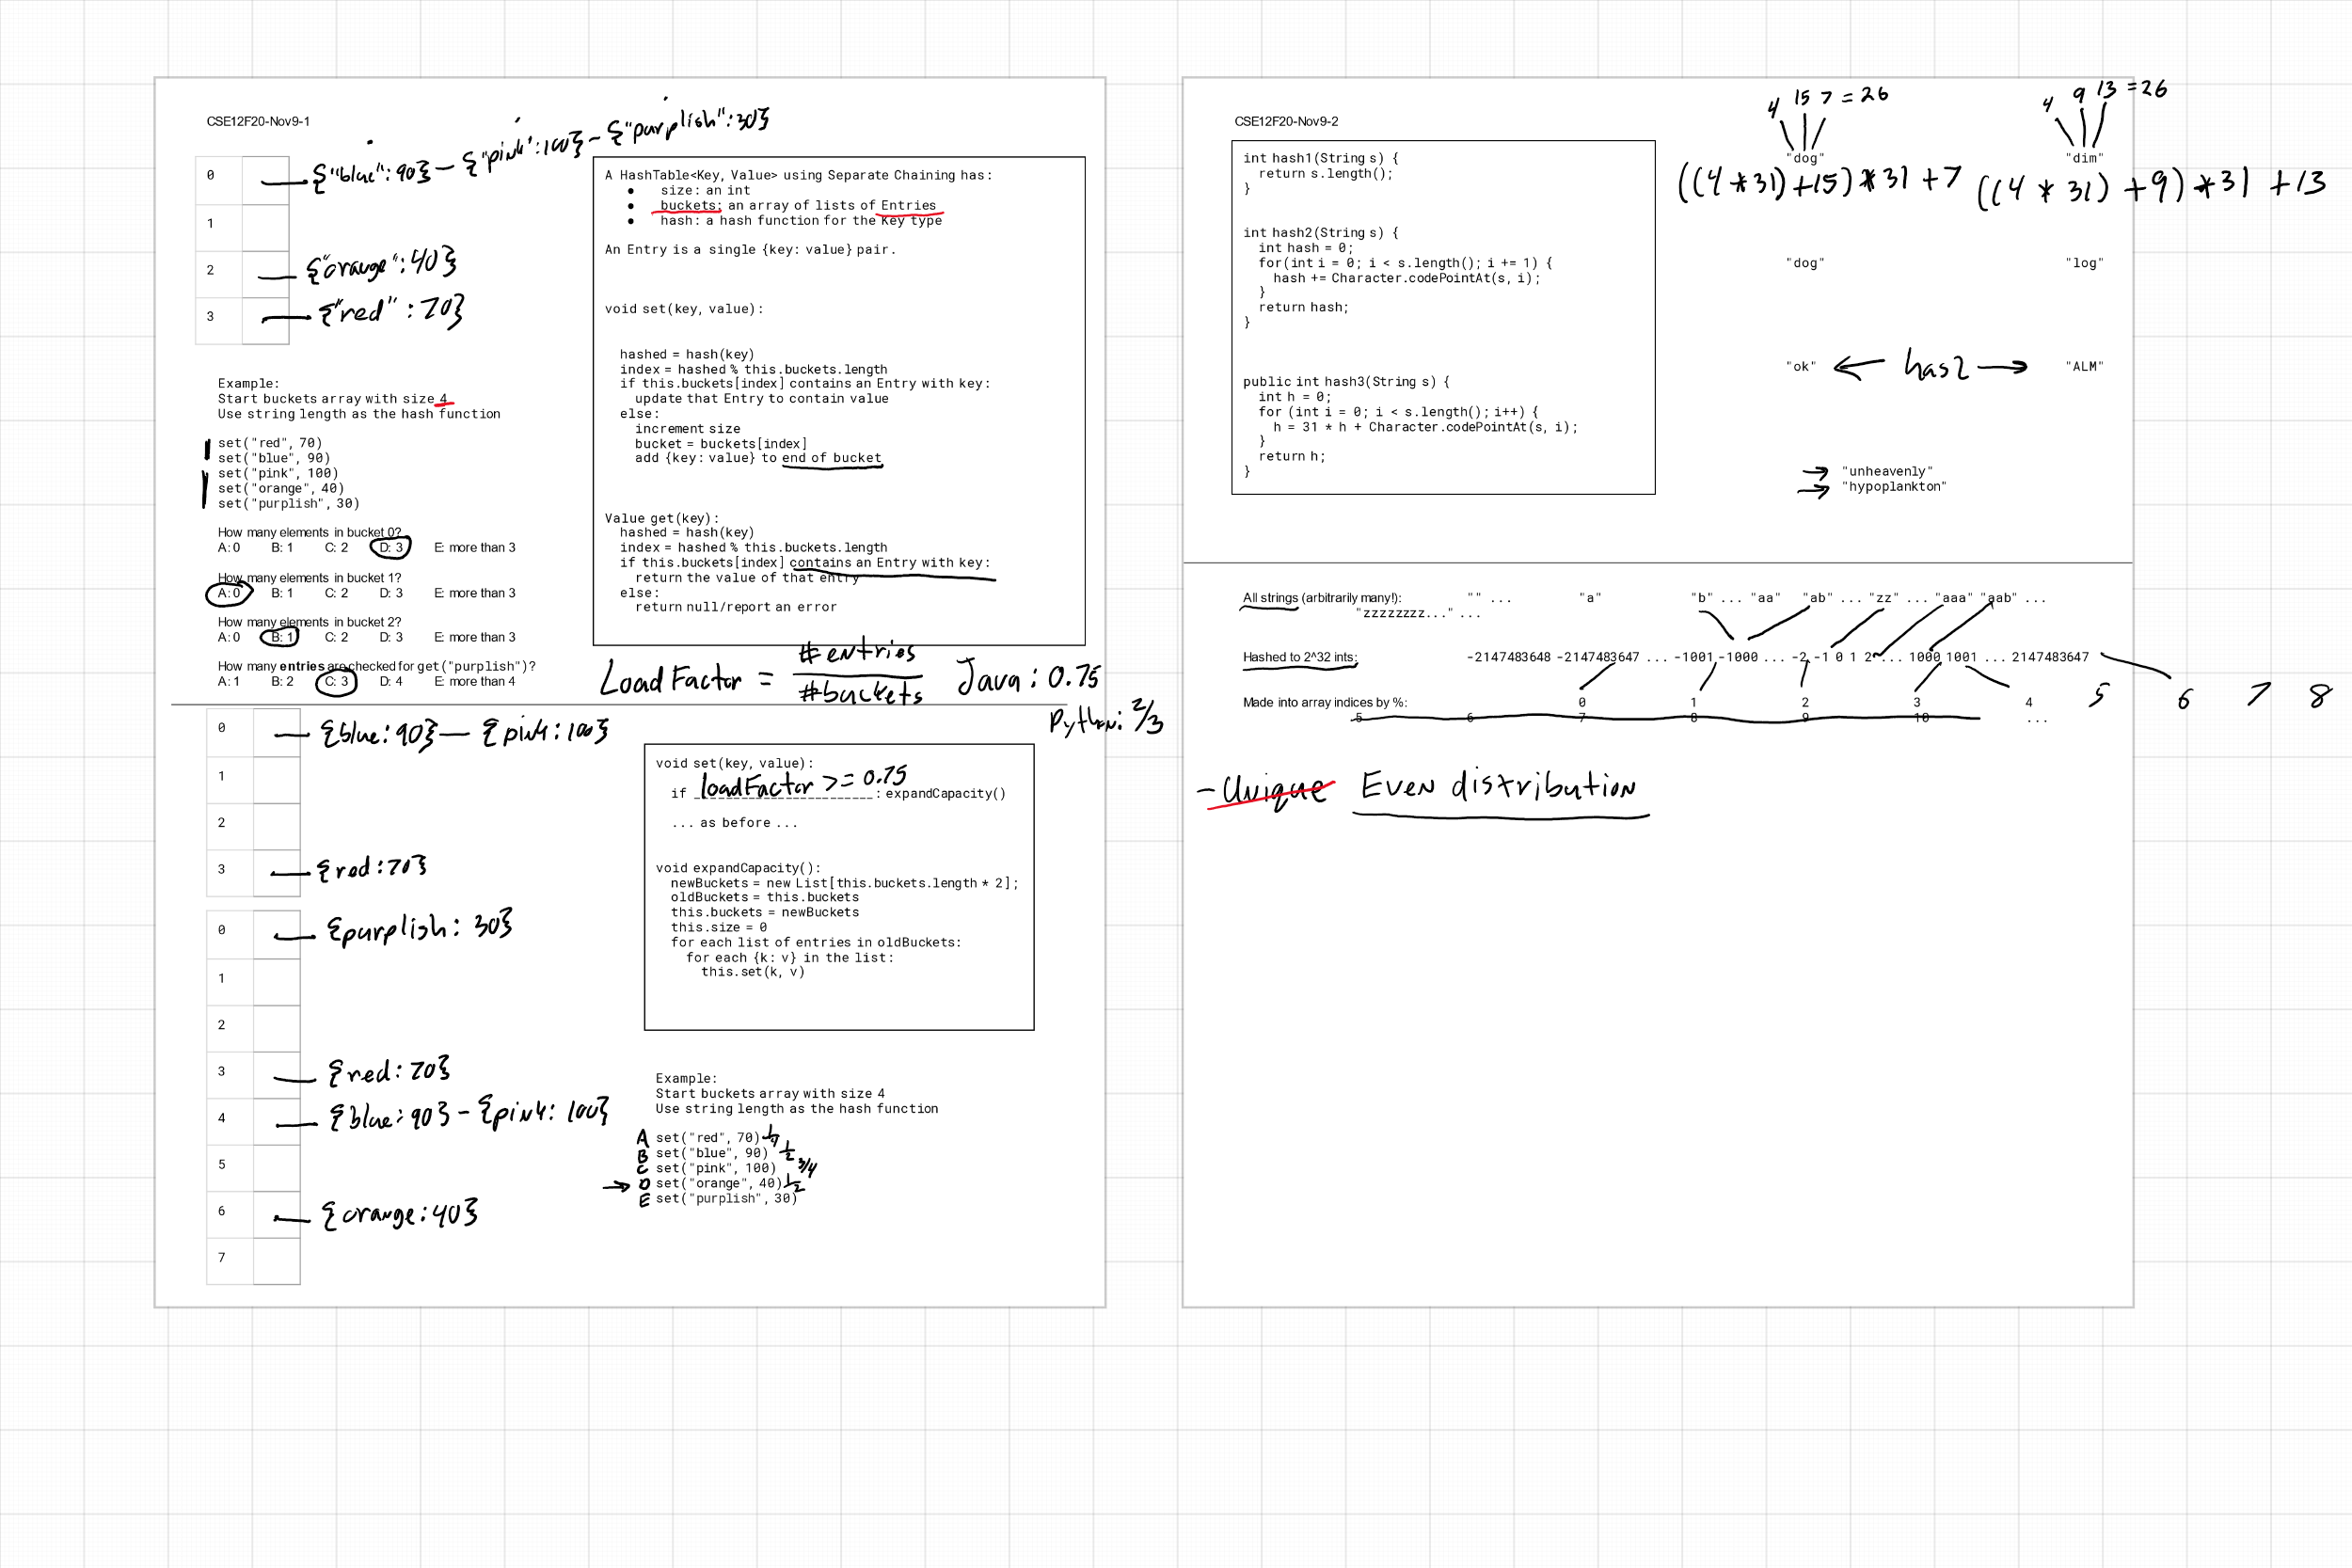 CSE12F20-Nov9-1
0 {"blue":90} — {"pink":100} — {"purplish":30}
1
2 {"orange":40}
3 {"red":70}
Example:
Start buckets array with size 4
Use string length as the hash function
set("red", 70)
set("blue", 90)
set("pink", 100)
set("orange", 40)
set("purplish", 30)
How many elements in bucket 0?
A: 0 B: 1 C: 2 D: 3 E: more than 3
How many elements in bucket 1?
A: 0 B: 1 C: 2 D: 3 E: more than 3
How many elements in bucket 2?
A: 0 B: 1 C: 2 D: 3 E: more than 3
How many entries are checked for get("purplish")?
A: 1 B: 2 C: 3 D: 4 E: more than 4
A HashTable<Key, Value> using Separate Chaining has:
● size: an int
● buckets: an array of lists of Entries
● hash: a hash function for the Key type
An Entry is a single {key: value} pair.
void set(key, value):
hashed = hash(key)
index = hashed % this.buckets.length
if this.buckets[index] contains an Entry with key:
update that Entry to contain value
else:
increment size
bucket = buckets[index]
add {key: value} to end of bucket
Value get(key):
hashed = hash(key)
index = hashed % this.buckets.length
if this.buckets[index] contains an Entry with key:
return the value of that entry
else:
return null/report an error
Load Factor = #entries / #buckets Java: 0.75
Python: 2/3
0 {blue:90} — {pink:100}
1
2
3 {red:70}
0 {purplish: 30}
1
2
3 {red:70}
4 {blue:90} - {pink:100}
5
6 {orange:40}
7
void set(key, value):
if loadFactor >= 0.75 : expandCapacity()
... as before ...
void expandCapacity():
newBuckets = new List[this.buckets.length * 2];
oldBuckets = this.buckets
this.buckets = newBuckets
this.size = 0
for each list of entries in oldBuckets:
for each {k: v} in the list:
this.set(k, v)
Example:
Start buckets array with size 4
Use string length as the hash function
A set("red", 70) 1/4
B set("blue", 90) 1/2
C set("pink", 100) 3/4
→ D set("orange", 40) 1/2
E set("purplish", 30)
CSE12F20-Nov9-2
int hash1(String s) {
return s.length();
}
int hash2(String s) {
int hash = 0;
for(int i = 0; i < s.length(); i += 1) {
hash += Character.codePointAt(s, i);
}
return hash;
}
public int hash3(String s) {
int h = 0;
for (int i = 0; i < s.length(); i++) {
h = 31 * h + Character.codePointAt(s, i);
}
return h;
}
4 15 7 = 26 4 9 13 = 26
"dog" "dim"
((4*31)+15)*31+7 ((4*31)+9)*31+13
"dog" "log"
"ok" ← has2 → "ALM"
→ "unheavenly"
→ "hypoplankton"
All strings (arbitrarily many!): "" ... "a" "b" ... "aa" "ab" ... "zz" ... "aaa" "aab" ...
"zzzzzzzz..." ...
Hashed to 2^32 ints: -2147483648 -2147483647 ... -1001 -1000 ... -2 -1 0 1 2 ... 1000 1001 ... 2147483647
Made into array indices by %: 0 1 2 3 4 5 6 7 8
5 6 7 8 9 10 ...
- Unique Even distribution